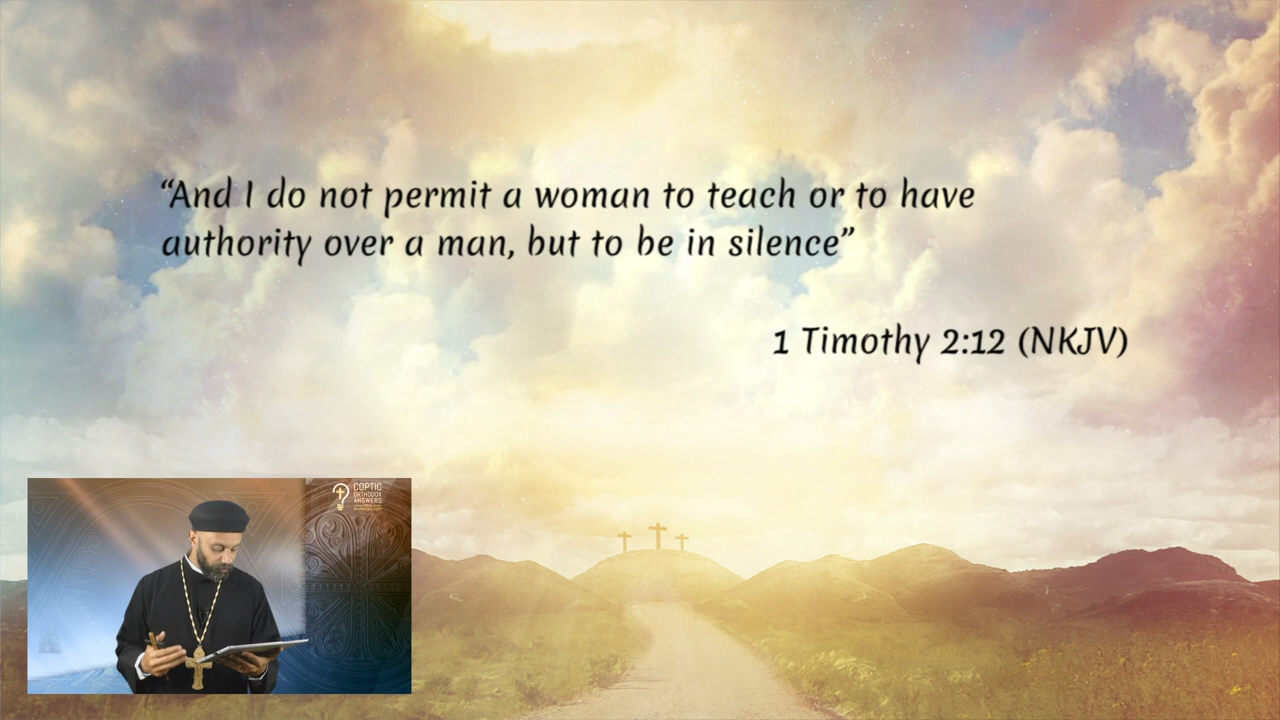 “And I do not permit a woman to teach or to have
authority over a man, but to be in silence”
1 Timothy 2:12 (NKJV)
COPTIC
ORTHODOX
ANSWERS